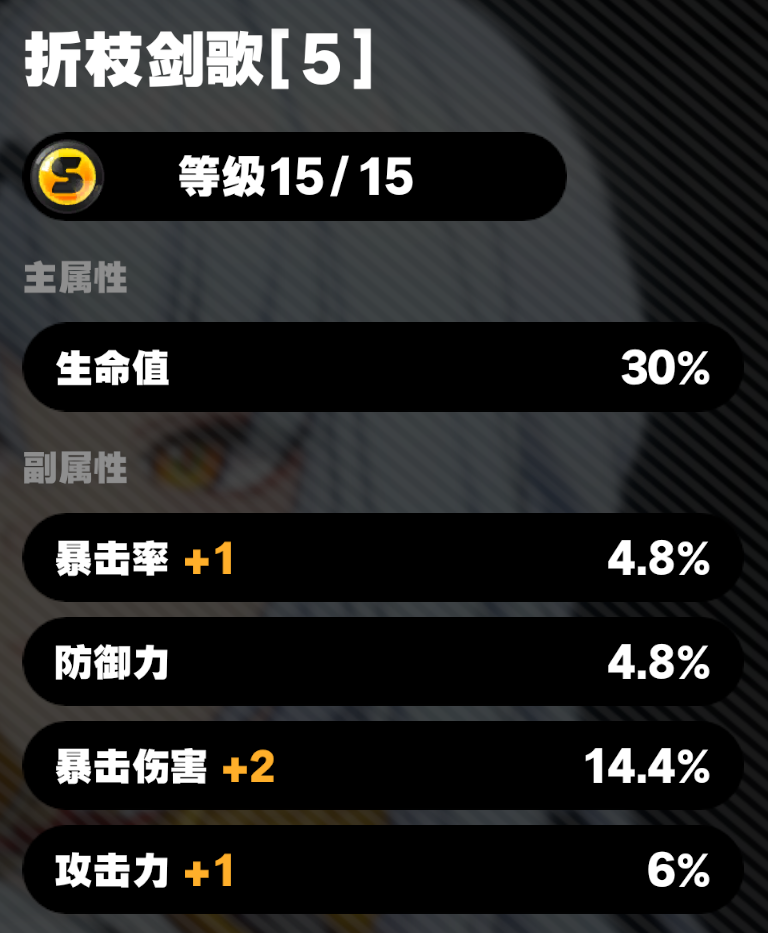 折枝剑歌[5]
S 等级15/15
主属性
生命值 30%
副属性
暴击率 +1 4.8%
防御力 4.8%
暴击伤害 +2 14.4%
攻击力 +1 6%